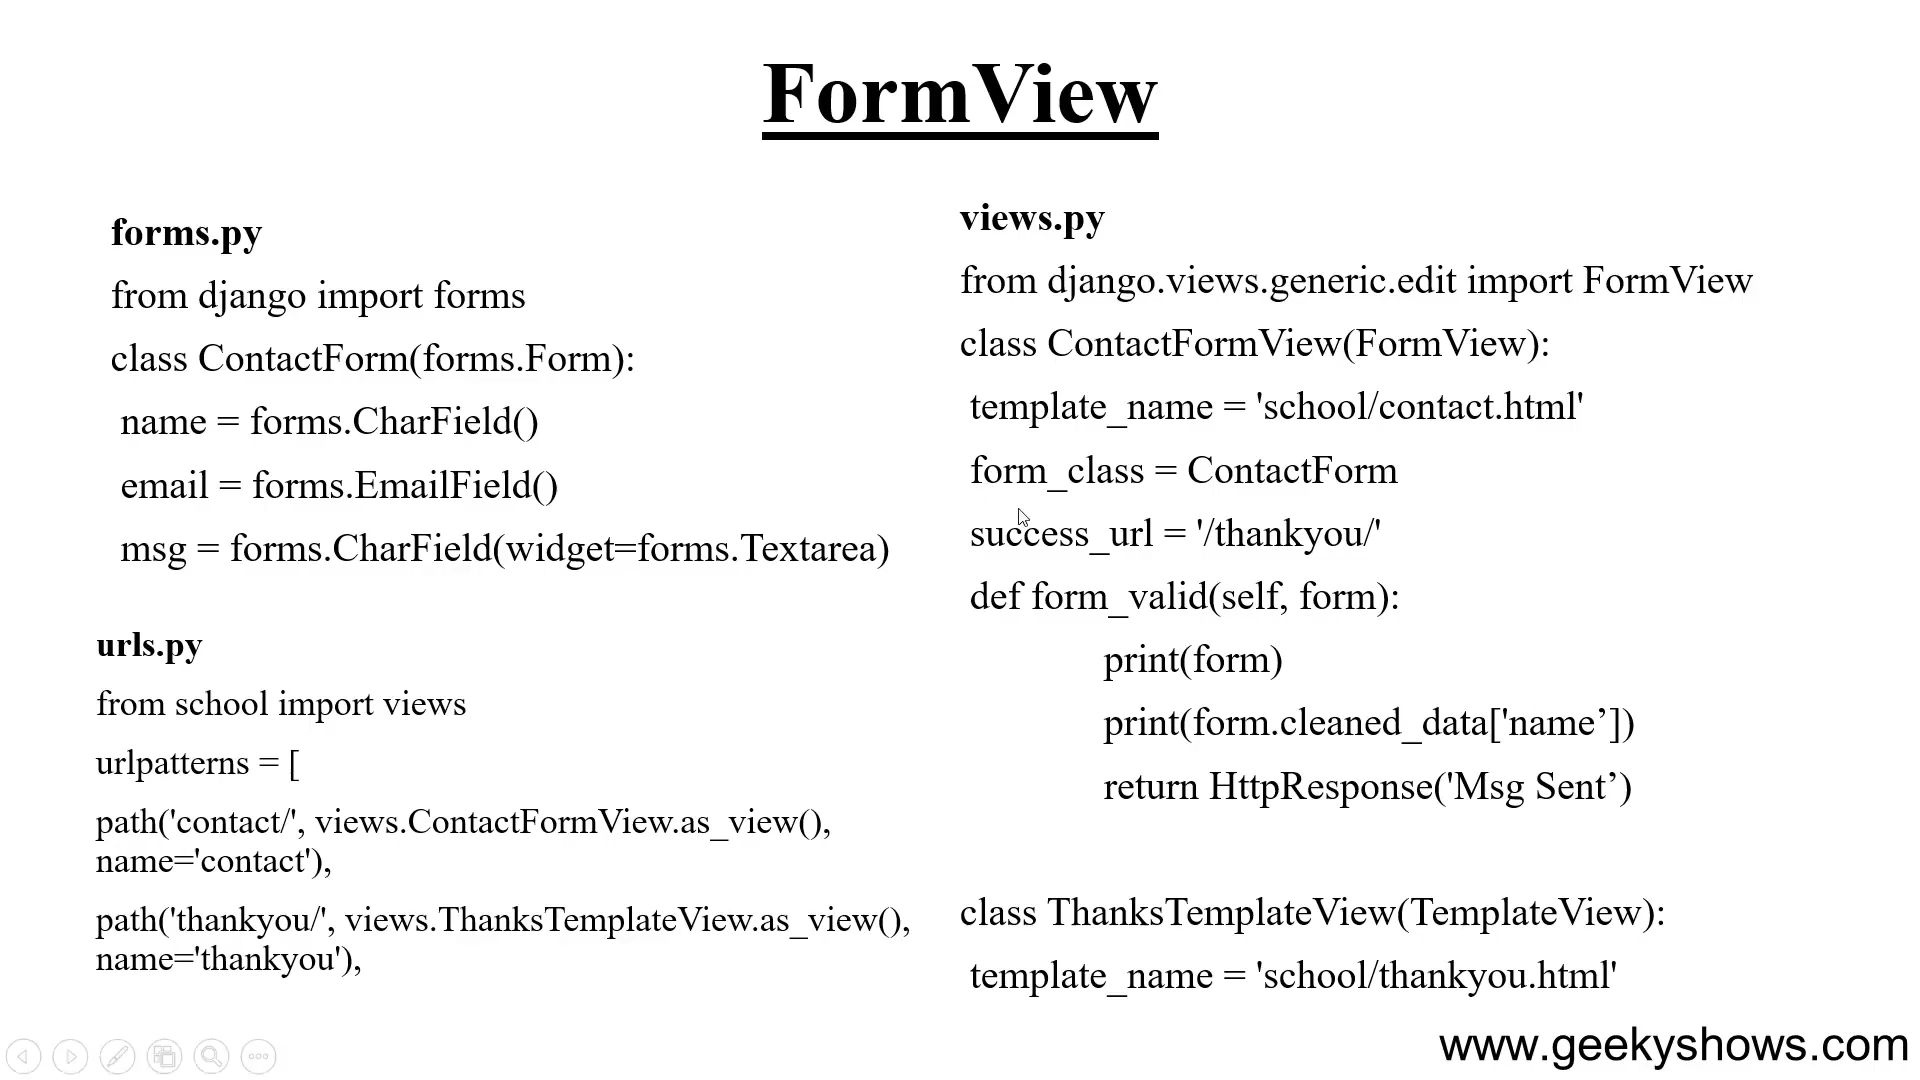 FormView
forms.py
from django import forms
class ContactForm(forms.Form):
name = forms.CharField()
email = forms.EmailField()
msg = forms.CharField(widget=forms.Textarea)
urls.py
from school import views
urlpatterns = [
path('contact/', views.ContactFormView.as_view(),
name='contact'),
path('thankyou/', views.ThanksTemplateView.as_view(),
name='thankyou'),
views.py
from django.views.generic.edit import FormView
class ContactFormView(FormView):
template_name = 'school/contact.html'
form_class = ContactForm
success_url = '/thankyou/'
def form_valid(self, form):
print(form)
print(form.cleaned_data['name’])
return HttpResponse('Msg Sent’)
class ThanksTemplateView(TemplateView):
template_name = 'school/thankyou.html'
www.geekyshows.com